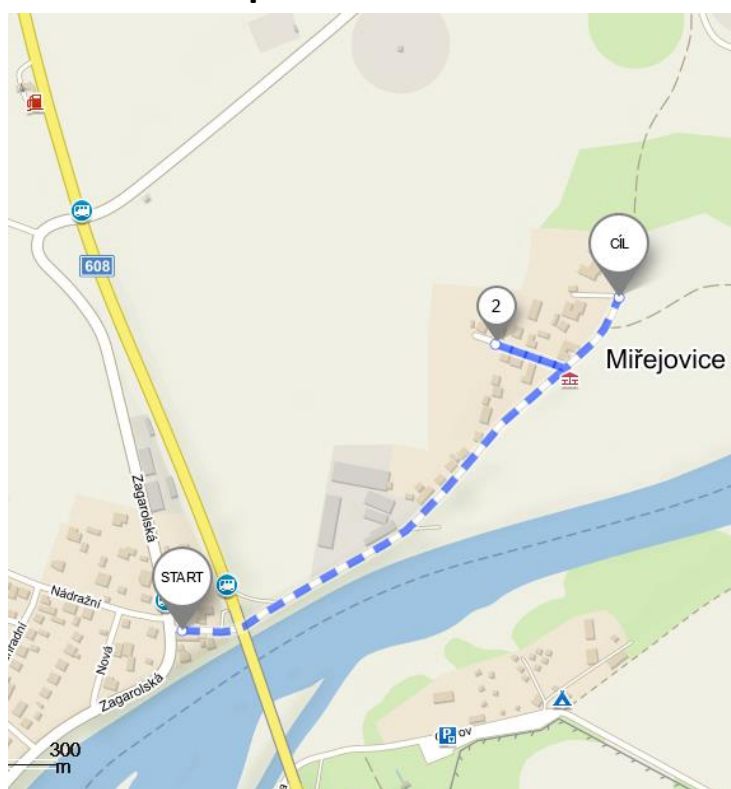 608
CÍL
2
Miřejovice
Zagarolská
START
Nádražní
Nová
Zagarolská
P
300
m